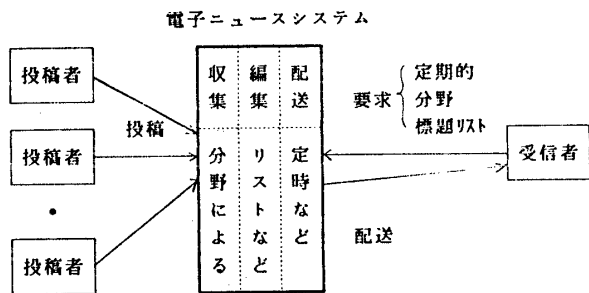 電子ニュースシステム
投稿者
投稿者
・
投稿者
投稿
収集
分野による
編集
リストなど
配送
定時など
要求
定期的
分野
標題リスト
受信者
配送